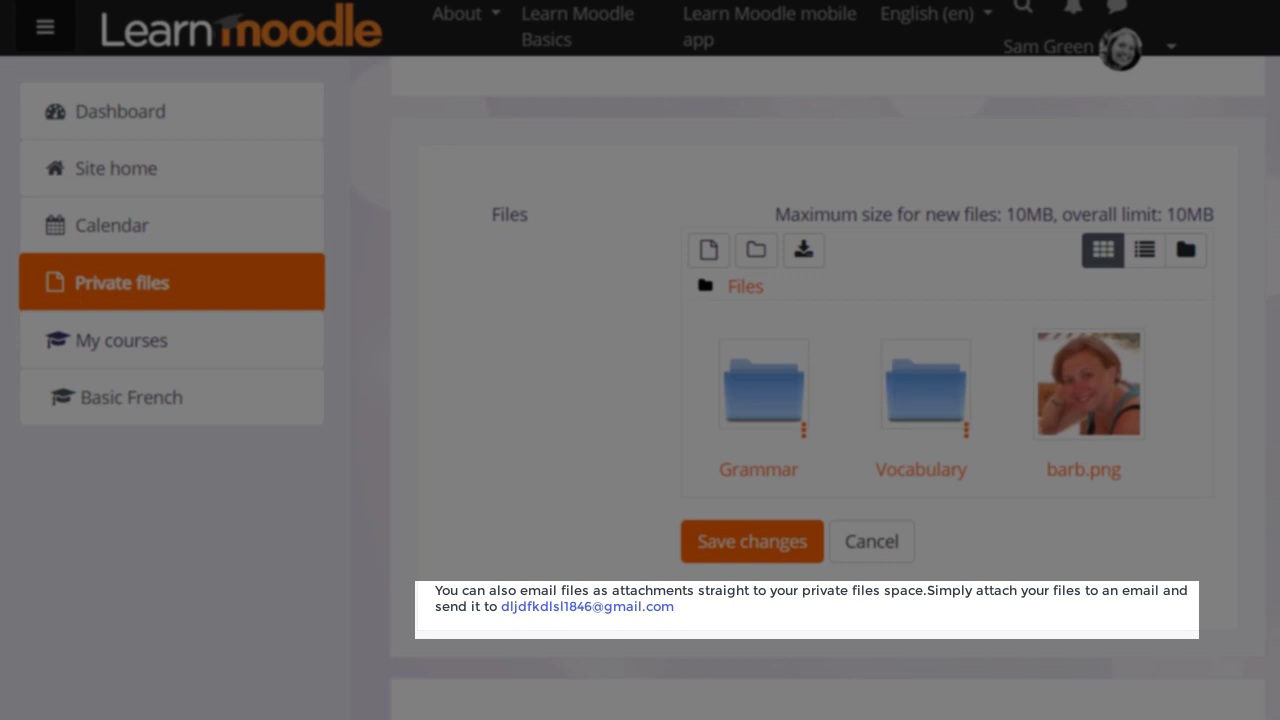 Learn moodle
About
Learn Moodle
Basics
Learn Moodle mobile
app
English (en)
Sam Green
Dashboard
Site home
Calendar
Private files
My courses
Basic French
Files
Maximum size for new files: 10MB, overall limit: 10MB
Files
Grammar
Vocabulary
barb.png
Save changes
Cancel
You can also email files as attachments straight to your private files space.Simply attach your files to an email and
send it to dljdfkdlsl1846@gmail.com